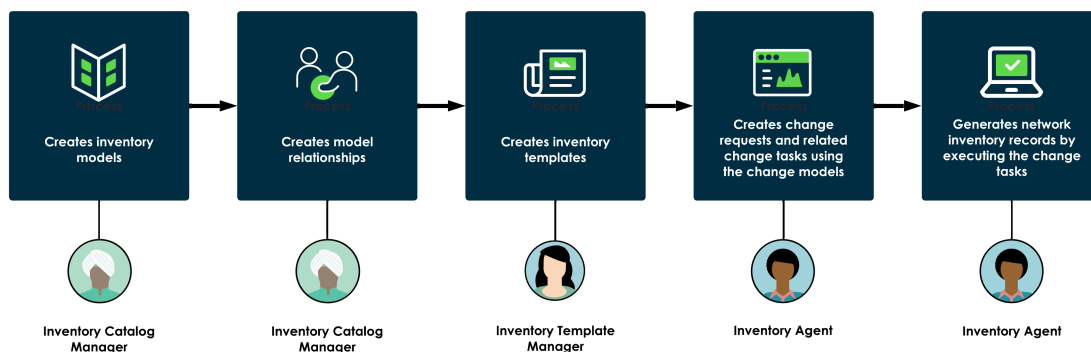 Process
Creates inventory
models
Process
Creates model
relationships
Process
Creates inventory
templates
Process
Creates change
requests and related
change tasks using
the change models
Process
Generates network
inventory records by
executing the change
tasks
Inventory Catalog
Manager
Inventory Catalog
Manager
Inventory Template
Manager
Inventory Agent
Inventory Agent